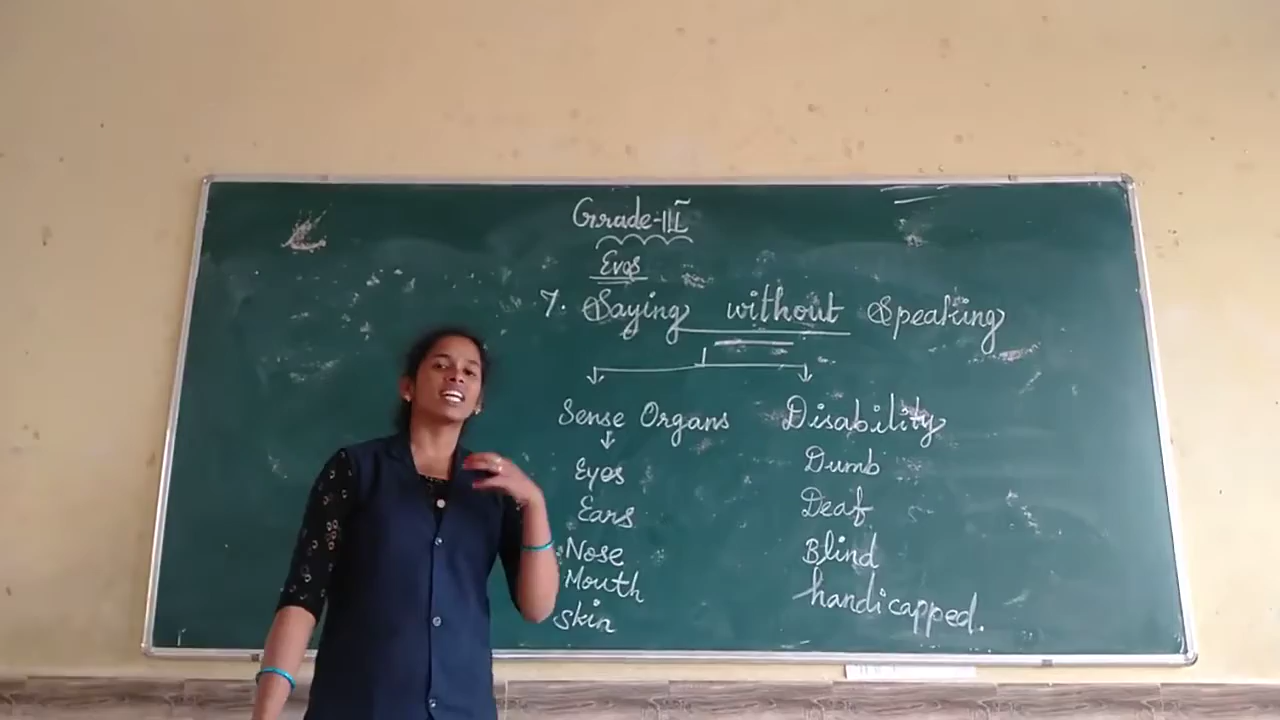 Grade-III
Evs
7. Saying without Speaking
Sense Organs
Eyes
Ears
Nose
Mouth
Skin
Disability
Dumb
Deaf
Blind
handicapped.